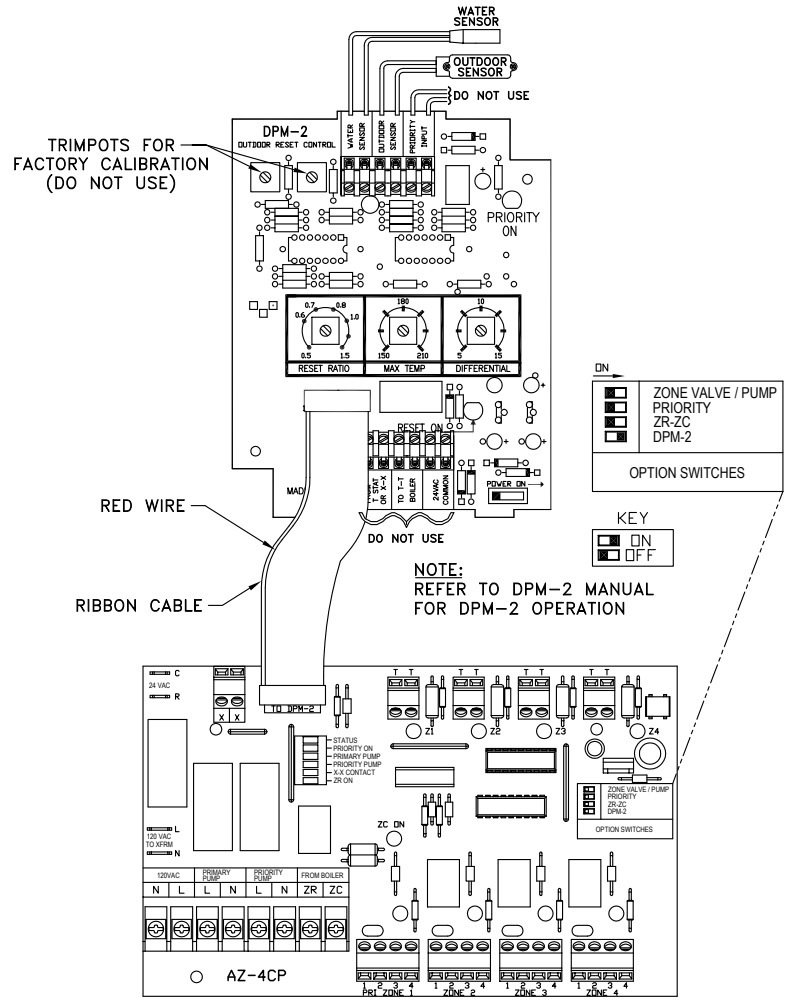 WATER
SENSOR
OUTDOOR
SENSOR
DO NOT USE
WATER
SENSOR
OUTDOOR
SENSOR
PRIORITY
INPUT
DPM-2
OUTDOOR RESET CONTROL
TRIMPOTS FOR
FACTORY CALIBRATION
(DO NOT USE)
PRIORITY
ON
0.5 0.6 0.7 0.8 1.0 1.5
RESET RATIO
150 180 210
MAX TEMP
5 10 15
DIFFERENTIAL
ON
ZONE VALVE / PUMP
PRIORITY
ZR-ZC
DPM-2
OPTION SWITCHES
KEY
ON
OFF
RESET ON
MAD
T STAT
OR X-X
TO T-T
BOILER
24VAC
COMMON
POWER ON
DO NOT USE
RED WIRE
RIBBON CABLE
NOTE:
REFER TO DPM-2 MANUAL
FOR DPM-2 OPERATION
C
24 VAC
R
X X
TO DPM-2
T T
T T
T T
T T
Z1
Z2
Z3
Z4
STATUS
PRIORITY ON
PRIMARY PUMP
PRIORITY PUMP
X-X CONTACT
ZR ON
ZONE VALVE / PUMP
PRIORITY
ZR-ZC
DPM-2
OPTION SWITCHES
L
120 VAC
TO XFRM
N
ZC ON
120VAC
PRIMARY
PUMP
PRIORITY
PUMP
FROM BOILER
N L L N L N ZR ZC
AZ-4CP
1 2 3 4
PRI ZONE 1
1 2 3 4
ZONE 2
1 2 3 4
ZONE 3
1 2 3 4
ZONE 4